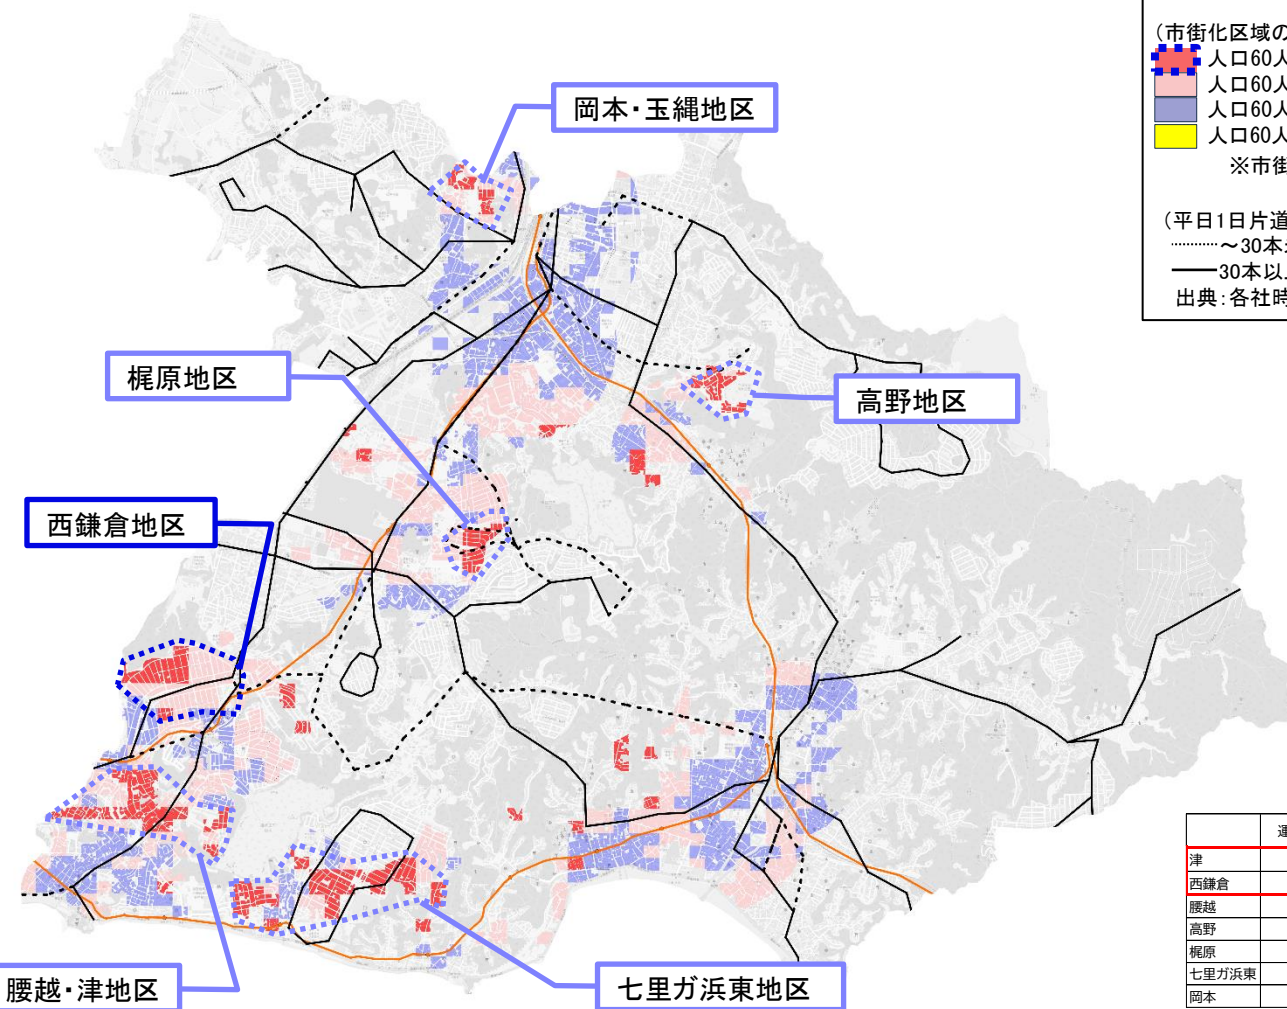 (市街化区域の
人口60人
人口60人
人口60人
人口60人
※市街
(平日1日片道
～30本
30本以
出典：各社時
岡本・玉縄地区
梶原地区
高野地区
西鎌倉地区
腰越・津地区
七里ガ浜東地区
運
津
西鎌倉
腰越
高野
梶原
七里ガ浜東
岡本